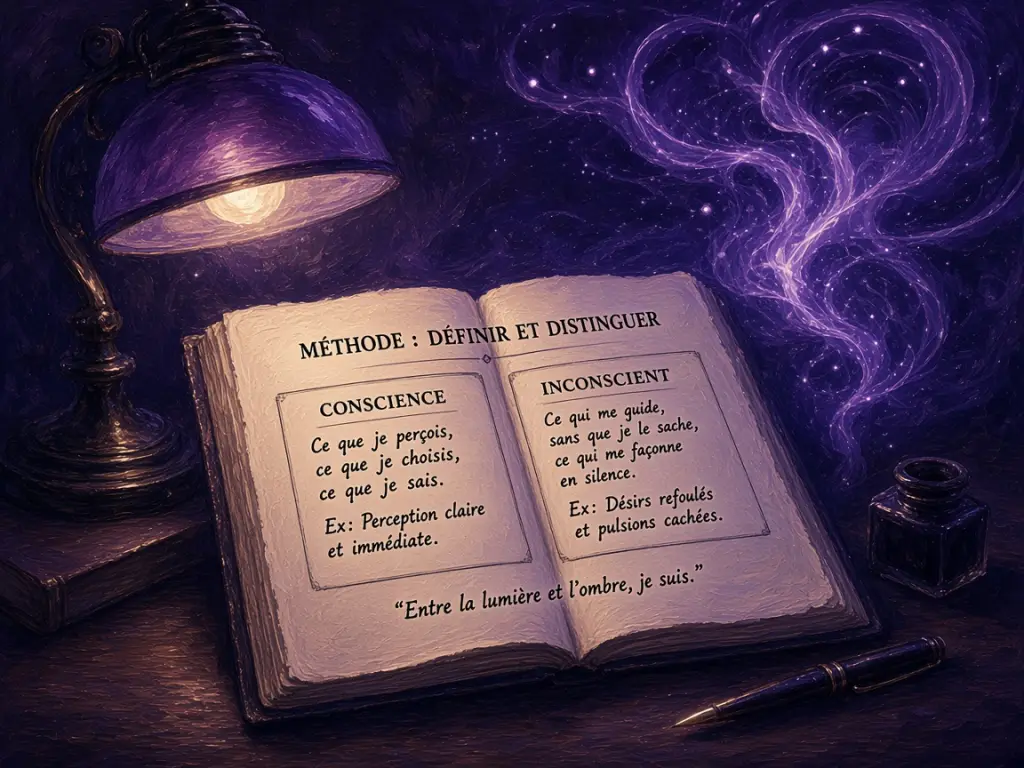 MÉTHODE : DÉFINIR ET DISTINGUER
CONSCIENCE
Ce que je perçois,
ce que je choisis,
ce que je sais.
Ex: Perception claire
et immédiate.
INCONSCIENT
Ce qui me guide,
sans que je le sache,
ce qui me façonne
en silence.
Ex: Désirs refoulés
et pulsions cachées.
“Entre la lumière et l’ombre, je suis.”